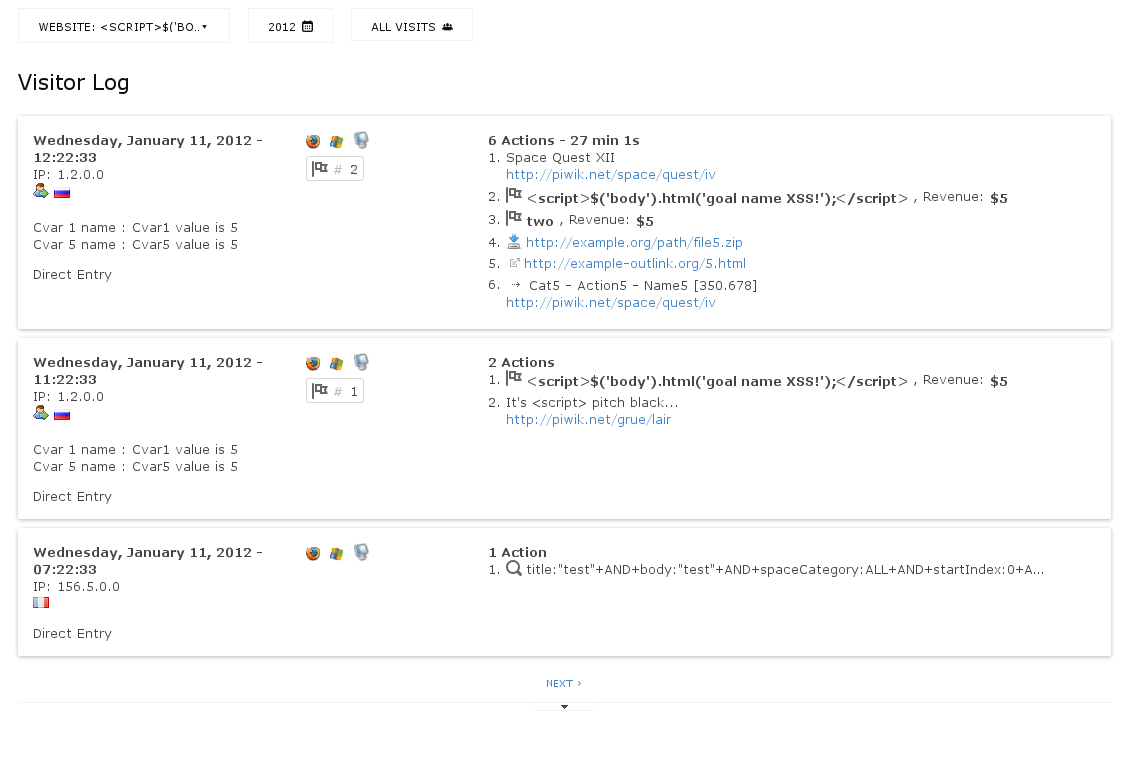 WEBSITE: <SCRIPT>$('BO..
2012
ALL VISITS
Visitor Log
Wednesday, January 11, 2012 -
12:22:33
IP: 1.2.0.0
Cvar 1 name : Cvar1 value is 5
Cvar 5 name : Cvar5 value is 5
Direct Entry
# 2
6 Actions - 27 min 1s
1. Space Quest XII
http://piwik.net/space/quest/iv
2. <script>$('body').html('goal name XSS!');</script> , Revenue: $5
3. two , Revenue: $5
4. http://example.org/path/file5.zip
5. http://example-outlink.org/5.html
6. Cat5 - Action5 - Name5 [350.678]
http://piwik.net/space/quest/iv
Wednesday, January 11, 2012 -
11:22:33
IP: 1.2.0.0
Cvar 1 name : Cvar1 value is 5
Cvar 5 name : Cvar5 value is 5
Direct Entry
# 1
2 Actions
1. <script>$('body').html('goal name XSS!');</script> , Revenue: $5
2. It's <script> pitch black...
http://piwik.net/grue/lair
Wednesday, January 11, 2012 -
07:22:33
IP: 156.5.0.0
Direct Entry
1 Action
1. title:"test"+AND+body:"test"+AND+spaceCategory:ALL+AND+startIndex:0+A...
NEXT ›